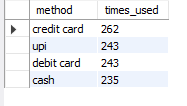 method times_used
credit card 262
upi 243
debit card 243
cash 235